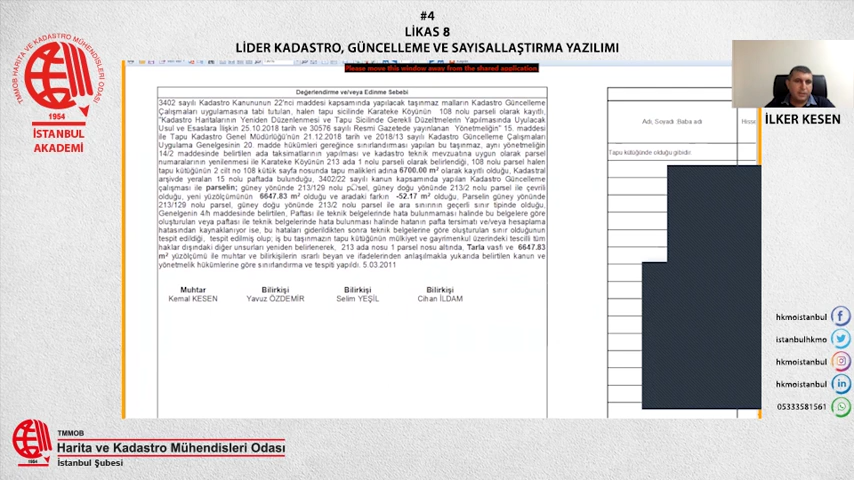 #4
LİKAS 8
LİDER KADASTRO, GÜNCELLEME VE SAYISALLAŞTIRMA YAZILIMI
Please move this window away from the shared application
TMMOB HARİTA VE KADASTRO MÜHENDİSLERİ ODASI
1954
İSTANBUL
AKADEMİ
İLKER KESEN
Değerlendirme ve/veya Edinme Sebebi
3402 sayılı Kadastro Kanununun 22'nci maddesi kapsamında yapılacak taşınmaz malların Kadastro Güncelleme
Çalışmaları uygulamasına tabi tutulan, halen tapu sicilinde Karateke Köyünün 108 nolu parseli olarak kayıtlı,
"Kadastro Haritalarının Yeniden Düzenlenmesi ve Tapu Sicilinde Gerekli Düzeltmelerin Yapılmasında Uyulacak
Usul ve Esaslara İlişkin 25.10.2018 tarih ve 30576 sayılı Resmi Gazetede yayınlanan Yönetmeliğin" 15. maddesi
ile Tapu Kadastro Genel Müdürlüğü'nün 21.12.2018 tarih ve 2018/13 sayılı Kadastro Güncelleme Çalışmaları
Uygulama Genelgesinin 20. madde hükümleri gereğince sınırlandırması yapılan bu taşınmaz, aynı yönetmeliğin
14/2 maddesinde belirtilen ada taksimatlarının yapılması ve kadastro teknik mevzuatına uygun olarak parsel
numaralarının yenilenmesi ile Karateke Köyünün 213 ada 1 nolu parseli olarak belirlendiği, 108 nolu parsel halen
tapu kütüğünün 2 cilt no 108 kütük sayfa nosunda tapu malikleri adına 6700.00 m² olarak kayıtlı olduğu, Kadastral
arşivde yeralan 15 nolu paftada bulunduğu, 3402/22 sayılı kanun kapsamında yapılan Kadastro Güncelleme
çalışması ile parselin; güney yönünde 213/129 nolu parsel, güney doğu yönünde 213/2 nolu parsel ile çevrili
olduğu, yeni yüzölçümünün 6647.83 m² olduğu ve aradaki farkın -52.17 m² olduğu, Parselin güney yönünde
213/129 nolu parsel, güney doğu yönünde 213/2 nolu parsel ile ara sınırının geçerli sınır tipinde olduğu,
Genelgenin 4/h maddesinde belirtilen, Paftası ile teknik belgelerinde hata bulunmaması halinde bu belgelere göre
oluşturulan veya paftası ile teknik belgelerinde hata bulunması halinde hatanın pafta tersimatı ve/veya hesaplama
hatasından kaynaklanıyor ise, bu hataları giderildikten sonra teknik belgelerine göre oluşturulan sınır olduğunun
tespit edildiği, tespit edilmiş olup; iş bu taşınmazın tapu kütüğünün mülkiyet ve gayrimenkul üzerindeki tescilli tüm
haklar dışındaki diğer unsurları yeniden belirlenerek, 213 ada nosu 1 parsel nosu altında, Tarla vasfı ve 6647.83
m² yüzölçümü ile muhtar ve bilirkişilerin ısrarlı beyan ve ifadelerinden anlaşılmakla yukarıda belirtilen kanun ve
yönetmelik hükümlerine göre sınırlandırma ve tespiti yapıldı. 5.03.2011
Muhtar Bilirkişi Bilirkişi Bilirkişi
Kemal KESEN Yavuz ÖZDEMİR Selim YEŞİL Cihan İLDAM
Adı, Soyadı ,Baba adı
Hisse
Tapu kütüğünde olduğu gibidir.
hkmoistanbul
istanbulhkmo
hkmoistanbul
hkmoistanbul
05333581561
TMMOB
Harita ve Kadastro Mühendisleri Odası
İstanbul Şubesi
1954